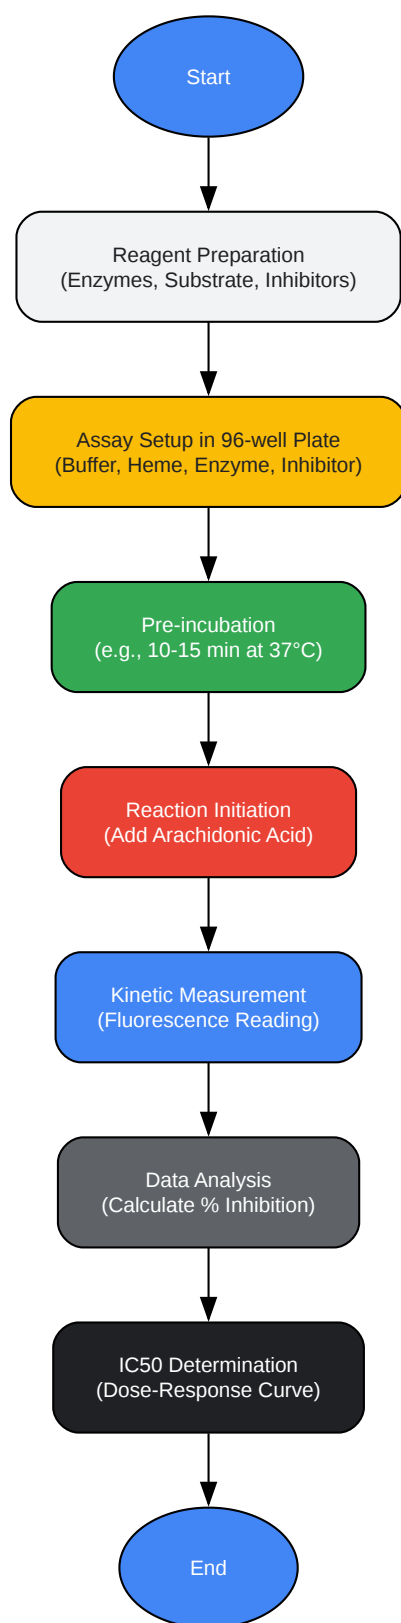 Start
Reagent Preparation
(Enzymes, Substrate, Inhibitors)
Assay Setup in 96-well Plate
(Buffer, Heme, Enzyme, Inhibitor)
Pre-incubation
(e.g., 10-15 min at 37°C)
Reaction Initiation
(Add Arachidonic Acid)
Kinetic Measurement
(Fluorescence Reading)
Data Analysis
(Calculate % Inhibition)
IC50 Determination
(Dose-Response Curve)
End